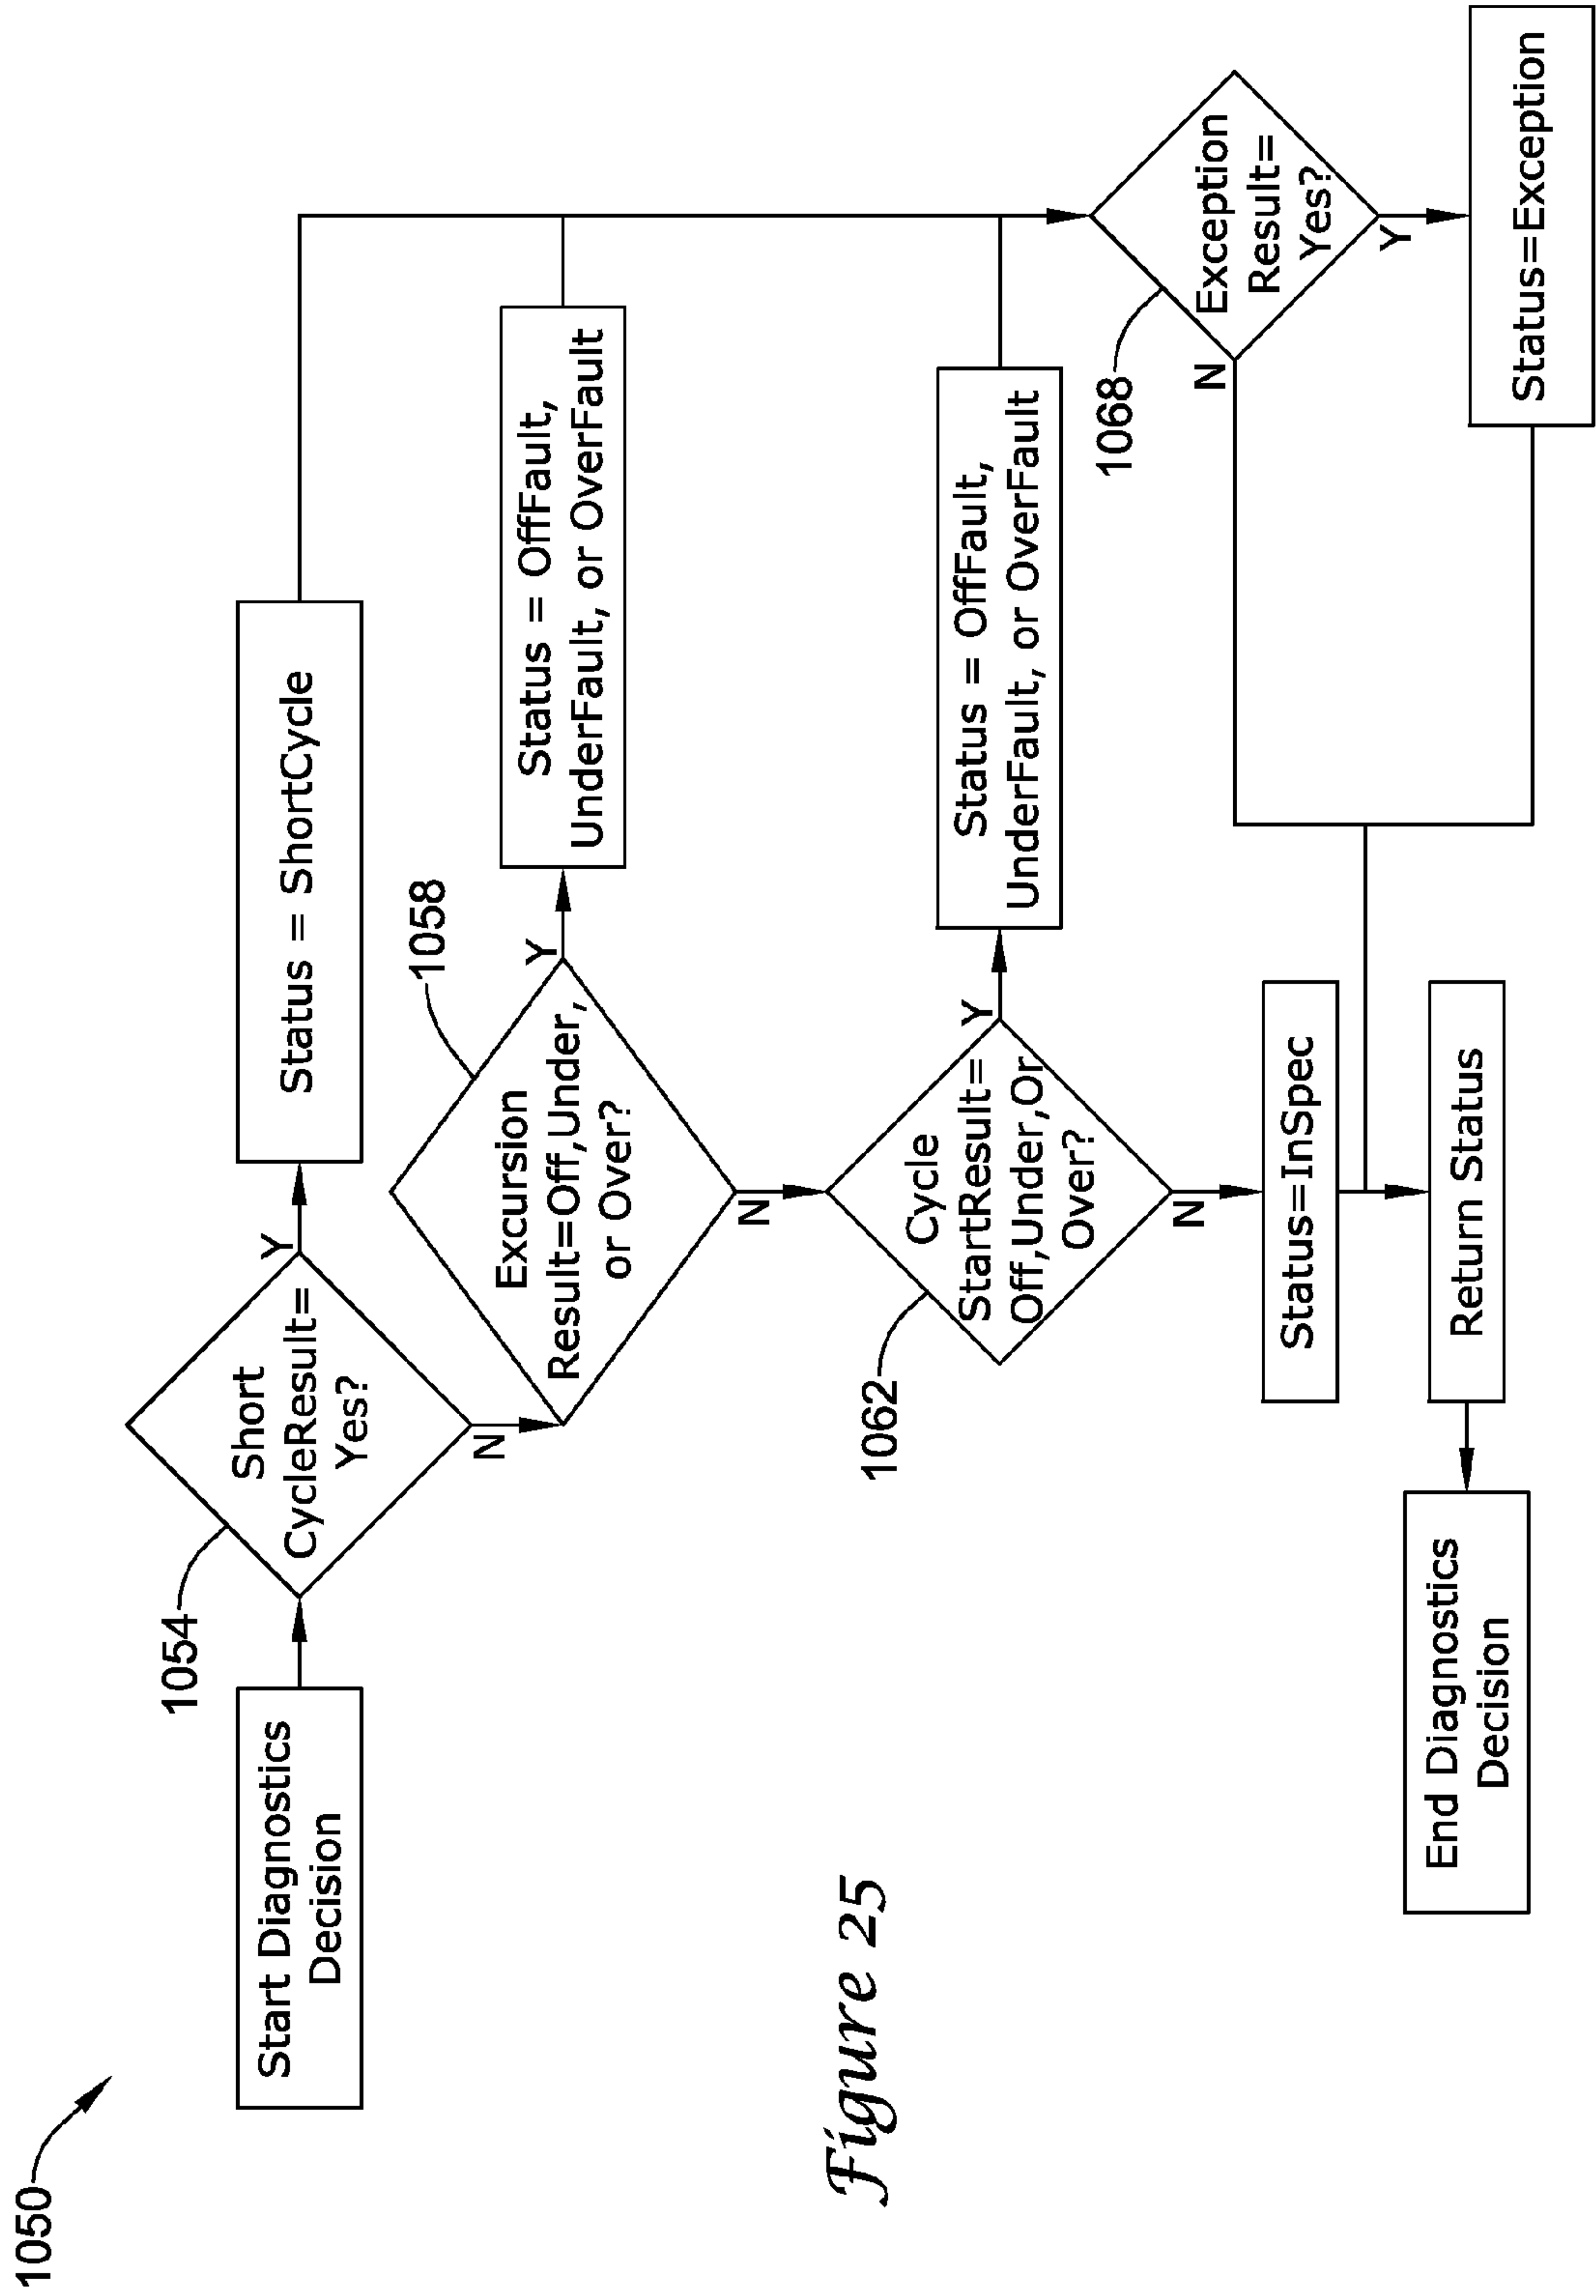 1050
Start Diagnostics
Decision
1054
Short
CycleResult=
Yes?
Y
N
Status = ShortCycle
1058
Excursion
Result=Off,Under,
or Over?
Y
N
Status = OffFault,
UnderFault, or OverFault
1062
Cycle
StartResult=
Off,Under,Or
Over?
Y
N
Status = OffFault,
UnderFault, or OverFault
1068
Exception
Result=
Yes?
N
Y
Status=Exception
Status=InSpec
Return Status
End Diagnostics
Decision
Figure 25